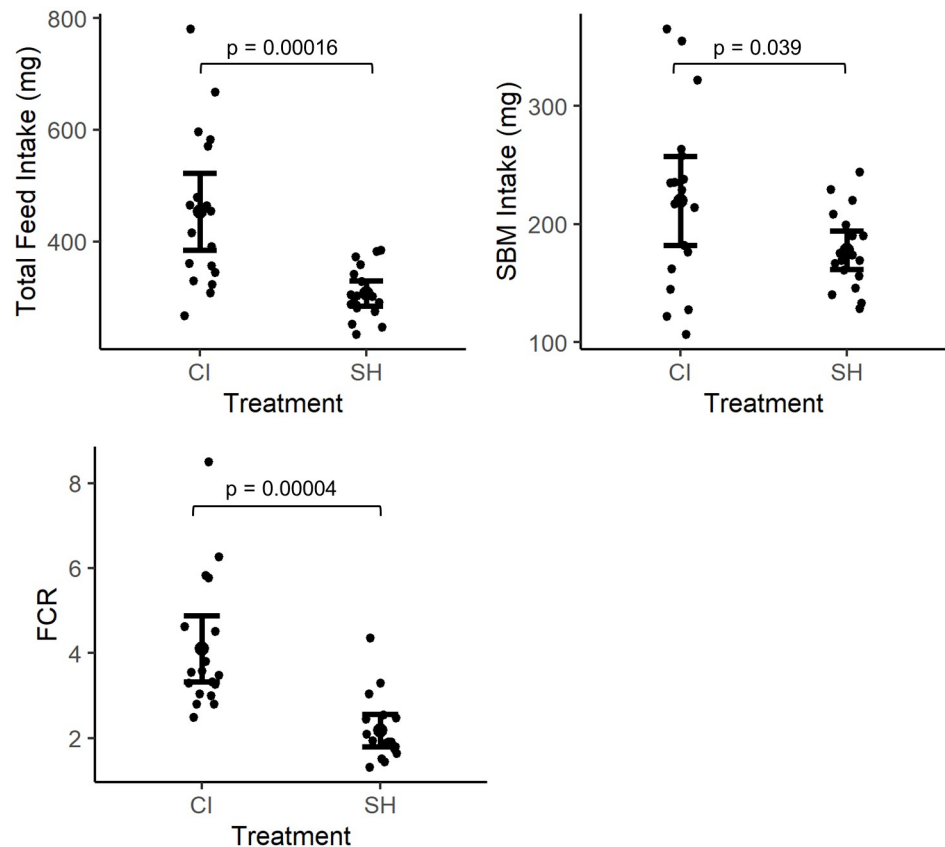 Total Feed Intake (mg)
800
600
400
p = 0.00016
CI
SH
Treatment
SBM Intake (mg)
300
200
100
p = 0.039
CI
SH
Treatment
FCR
8
6
4
2
p = 0.00004
CI
SH
Treatment